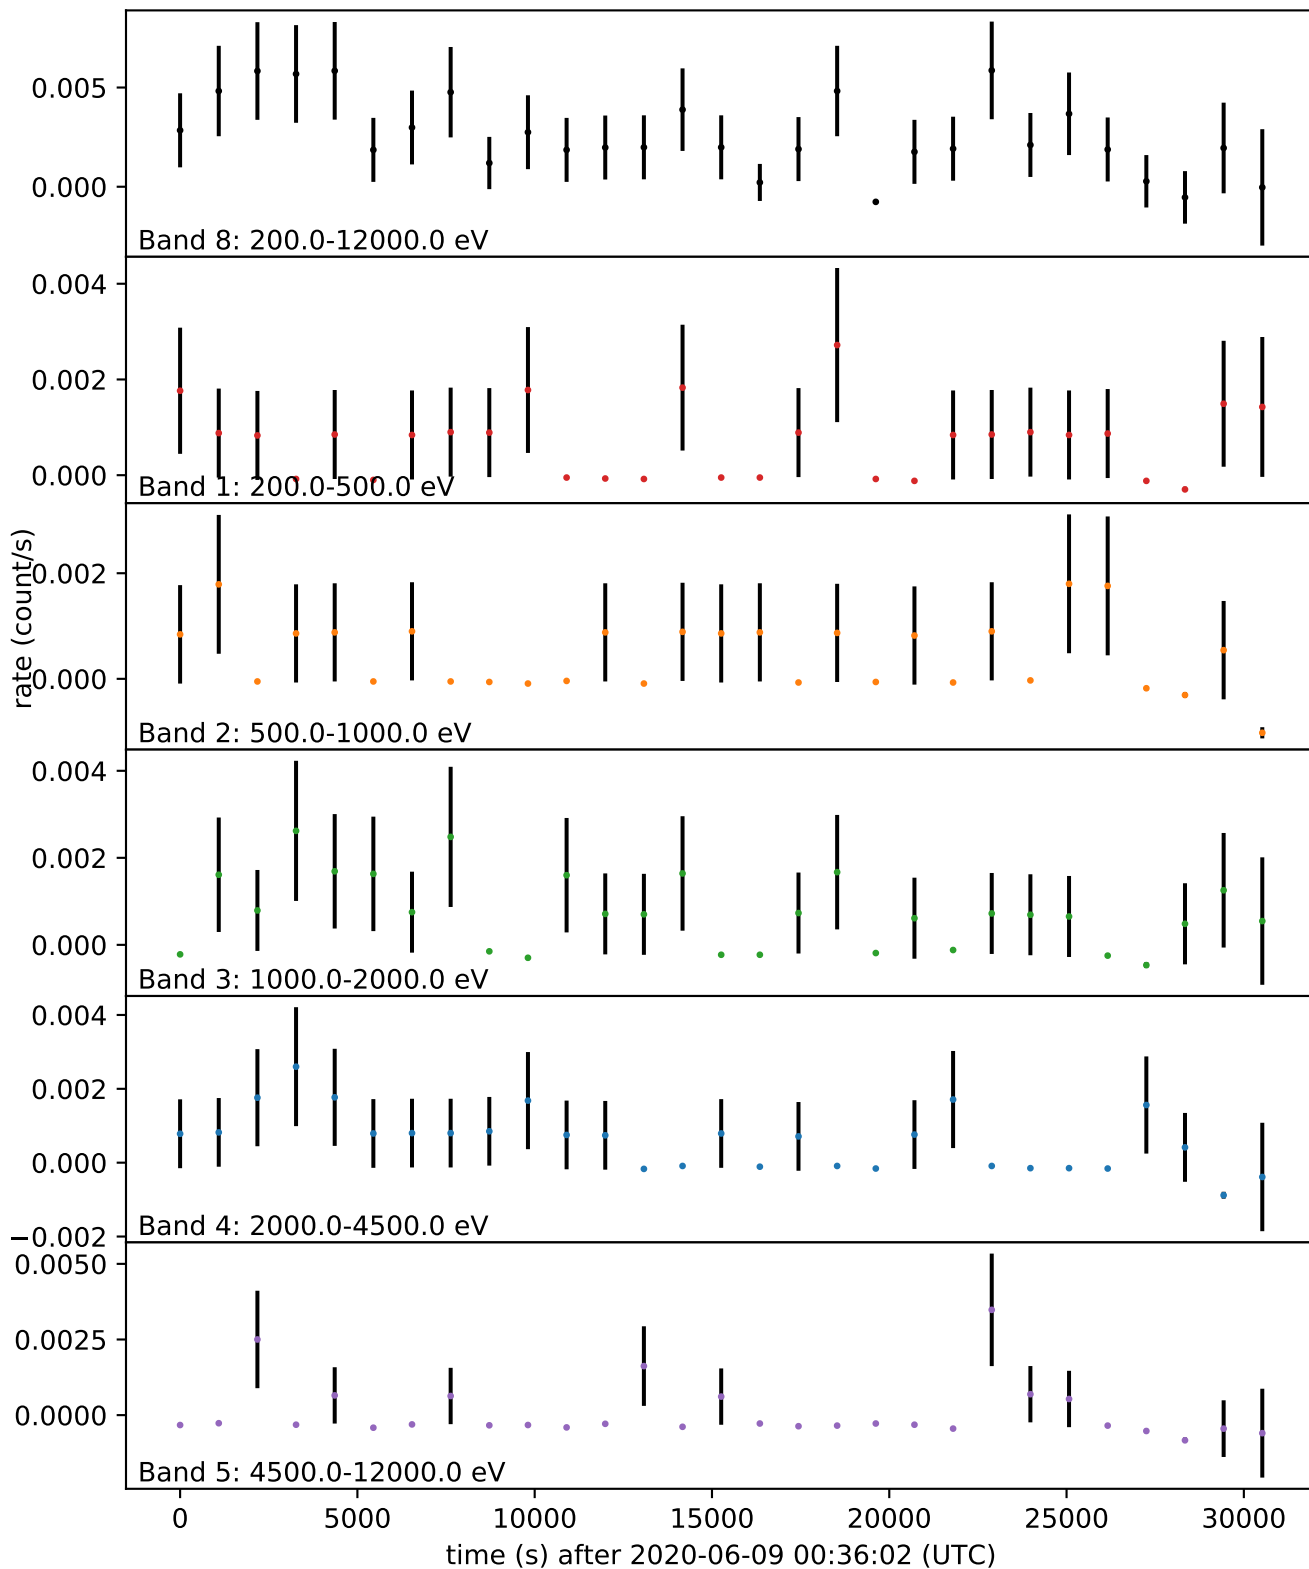 0.005
0.000
Band 8: 200.0-12000.0 eV
0.004
0.002
0.000
Band 1: 200.0-500.0 eV
rate (count/s)
0.002
0.000
Band 2: 500.0-1000.0 eV
0.004
0.002
0.000
Band 3: 1000.0-2000.0 eV
0.004
0.002
0.000
−0.002
Band 4: 2000.0-4500.0 eV
0.0050
0.0025
0.0000
Band 5: 4500.0-12000.0 eV
0 5000 10000 15000 20000 25000 30000
time (s) after 2020-06-09 00:36:02 (UTC)